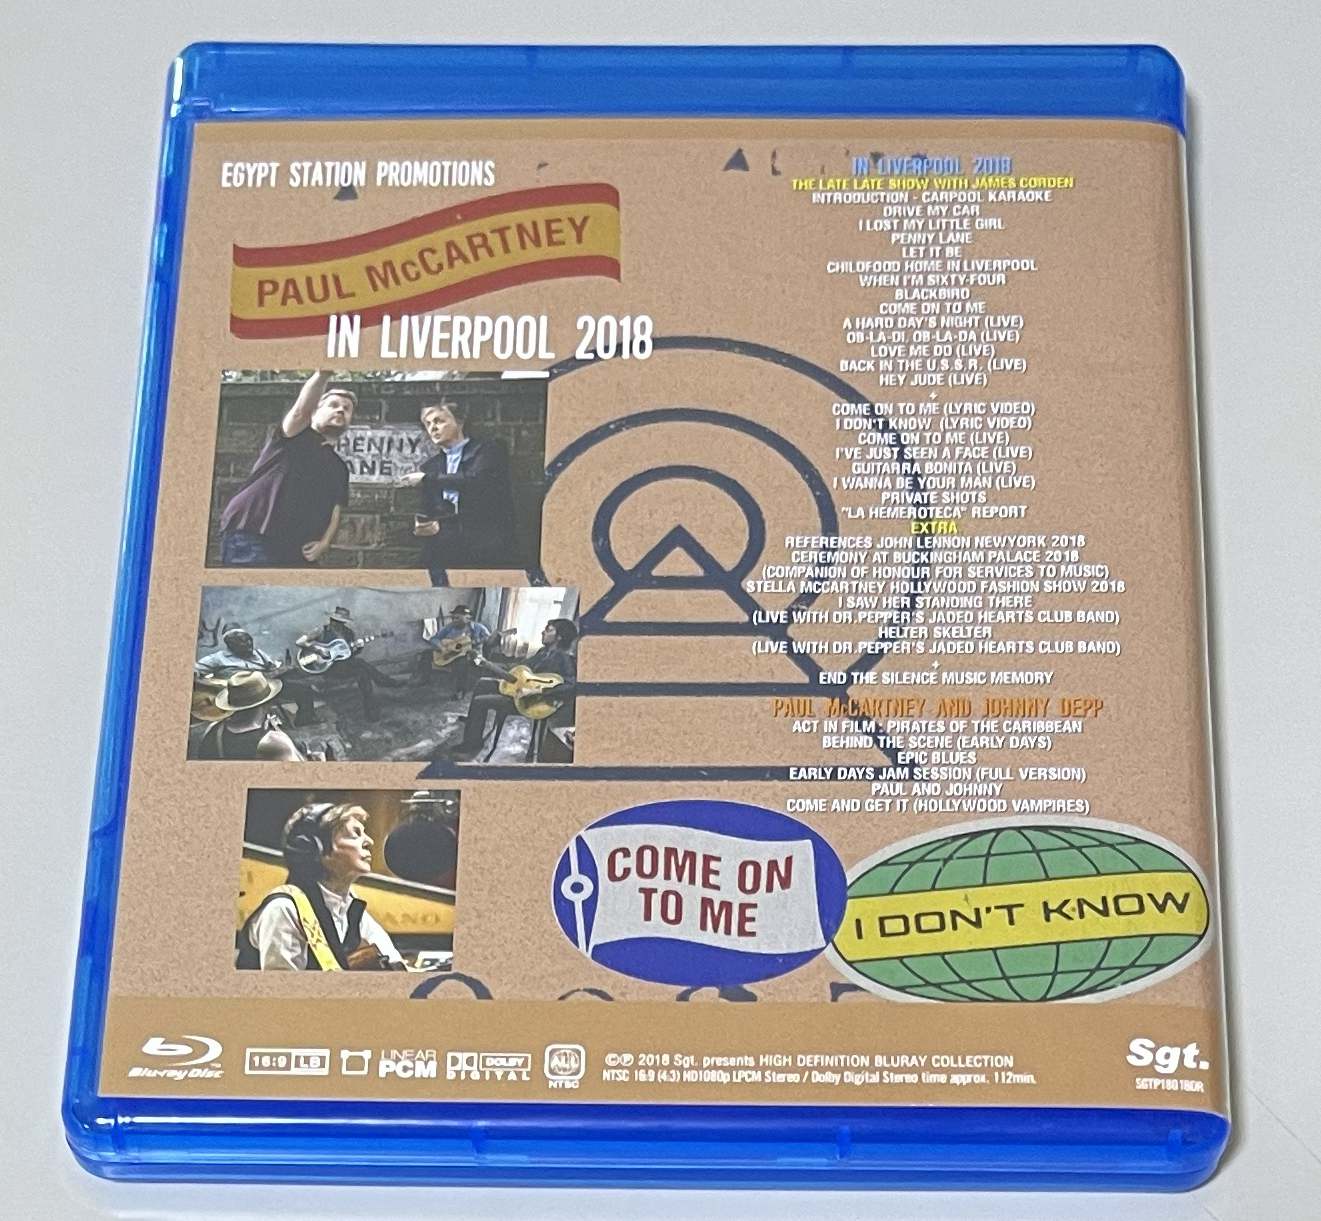 EGYPT STATION PROMOTIONS
PAUL McCARTNEY
IN LIVERPOOL 2018
PENNY
LANE
IN LIVERPOOL 2018
THE LATE LATE SHOW WITH JAMES CORDEN
INTRODUCTION - CARPOOL KARAOKE
DRIVE MY CAR
I LOST MY LITTLE GIRL
PENNY LANE
LET IT BE
CHILDFOOD HOME IN LIVERPOOL
WHEN I'M SIXTY-FOUR
BLACKBIRD
COME ON TO ME
A HARD DAY'S NIGHT (LIVE)
OB-LA-DI, OB-LA-DA (LIVE)
LOVE ME DO (LIVE)
BACK IN THE U.S.S.R. (LIVE)
HEY JUDE (LIVE)
+
COME ON TO ME (LYRIC VIDEO)
I DON'T KNOW (LYRIC VIDEO)
COME ON TO ME (LIVE)
I'VE JUST SEEN A FACE (LIVE)
GUITARRA BONITA (LIVE)
I WANNA BE YOUR MAN (LIVE)
PRIVATE SHOTS
"LA HEMEROTECA" REPORT
EXTRA
REFERENCES JOHN LENNON NEWYORK 2018
CEREMONY AT BUCKINGHAM PALACE 2018
(COMPANION OF HONOUR FOR SERVICES TO MUSIC)
STELLA MCCARTNEY HOLLYWOOD FASHION SHOW 2018
I SAW HER STANDING THERE
(LIVE WITH DR.PEPPER'S JADED HEARTS CLUB BAND)
HELTER SKELTER
(LIVE WITH DR.PEPPER'S JADED HEARTS CLUB BAND)
+
END THE SILENCE MUSIC MEMORY
PAUL McCARTNEY AND JOHNNY DEPP
ACT IN FILM : PIRATES OF THE CARIBBEAN
BEHIND THE SCENE (EARLY DAYS)
EPIC BLUES
EARLY DAYS JAM SESSION (FULL VERSION)
PAUL AND JOHNNY
COME AND GET IT (HOLLYWOOD VAMPIRES)
COME ON
TO ME
I DON'T KNOW
Blu-ray Disc
16:9 LB
LINEAR
PCM
DOLBY
DIGITAL
ALL
NTSC
©℗ 2018 Sgt. presents HIGH DEFINITION BLURAY COLLECTION
NTSC 16:9 (4:3) HD1080p LPCM Stereo / Dolby Digital Stereo time approx. 112min.
Sgt.
SGTP1801BDR